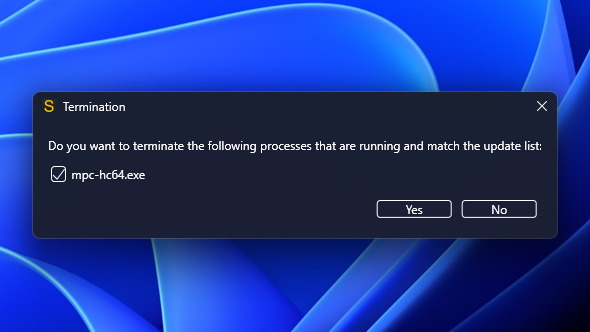 S Termination
Do you want to terminate the following processes that are running and match the update list:
mpc-hc64.exe
Yes No